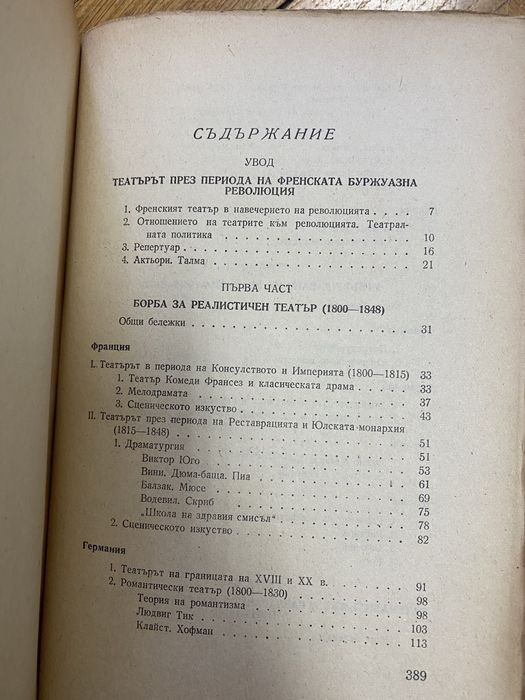 СЪДЪРЖАНИЕ
УВОД
ТЕАТЪРЪТ ПРЕЗ ПЕРИОДА НА ФРЕНСКАТА БУРЖУАЗНА
РЕВОЛЮЦИЯ
1. Френският театър в навечерието на революцията . . . . 7
2. Отношението на театрите към революцията. Театрал-
ната политика . . . . . . . . . . . . . . 10
3. Репертуар . . . . . . . . . . . . . . . . 16
4. Актьори. Талма . . . . . . . . . . . . . . 21
ПЪРВА ЧАСТ
БОРБА ЗА РЕАЛИСТИЧЕН ТЕАТЪР (1800—1848)
Общи бележки . . . . . . . . . . . . . . . 31
Франция
I. Театърът в периода на Консулството и Империята (1800—1815) 33
1. Театър Комеди Франсез и класическата драма . . . . . 33
2. Мелодрамата . . . . . . . . . . . . . . . 37
3. Сценическото изкуство . . . . . . . . . . . . 43
II. Театърът през периода на Реставрацията и Юлската монархия
(1815—1848) . . . . . . . . . . . . . . . 51
1. Драматургия . . . . . . . . . . . . . . . 51
Виктор Юго . . . . . . . . . . . . . . . 53
Вини. Дюма-баща. Пиа . . . . . . . . . . . . 61
Балзак. Мюсе . . . . . . . . . . . . . . . 69
Водевил. Скриб . . . . . . . . . . . . . . 75
„Школа на здравия смисъл“ . . . . . . . . . . . 78
2. Сценическото изкуство . . . . . . . . . . . . 82
Германия
1. Театърът на границата на XVIII и XX в. . . . . . . . 91
2. Романтически театър (1800—1830) . . . . . . . . . 98
Теория на романтизма . . . . . . . . . . . . 98
Людвиг Тик . . . . . . . . . . . . . . . 103
Клайст. Хофман . . . . . . . . . . . . . . 113
389